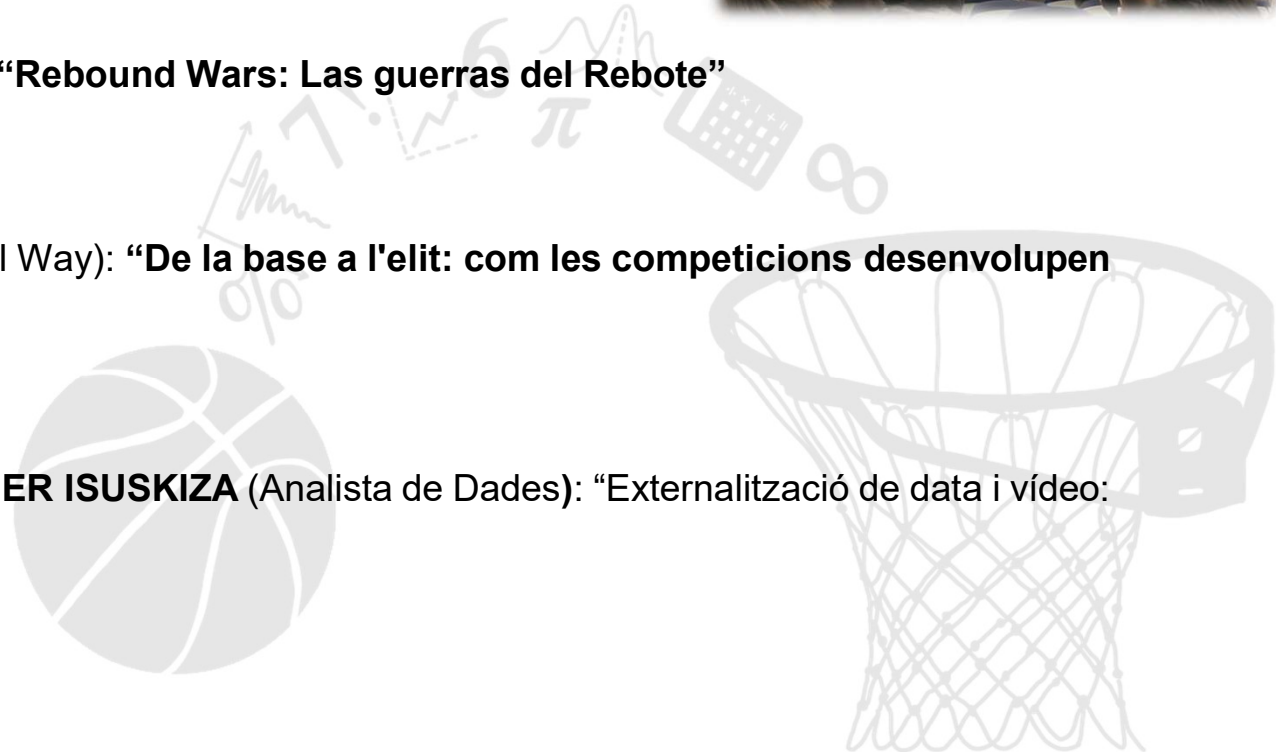 “Rebound Wars: Las guerras del Rebote”
l Way): “De la base a l'elit: com les competicions desenvolupen
ER ISUSKIZA (Analista de Dades): “Externalització de data i vídeo: